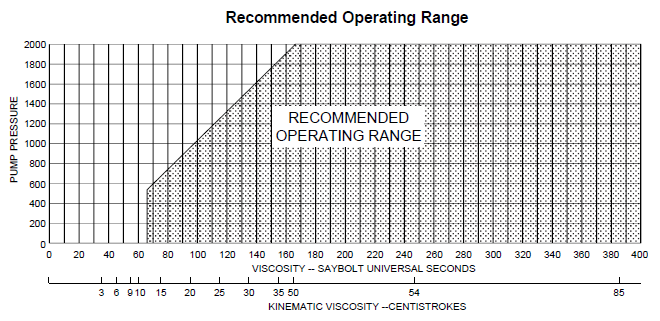 Recommended Operating Range
2000
1800
1600
1400
1200
1000
800
600
400
200
0
PUMP PRESSURE
RECOMMENDED
OPERATING RANGE
0 20 40 60 80 100 120 140 160 180 200 220 240 260 280 300 320 340 360 380 400
VISCOSITY -- SAYBOLT UNIVERSAL SECONDS
3 6 9 10 15 20 25 30 35 50 54 85
KINEMATIC VISCOSITY --CENTISTROKES